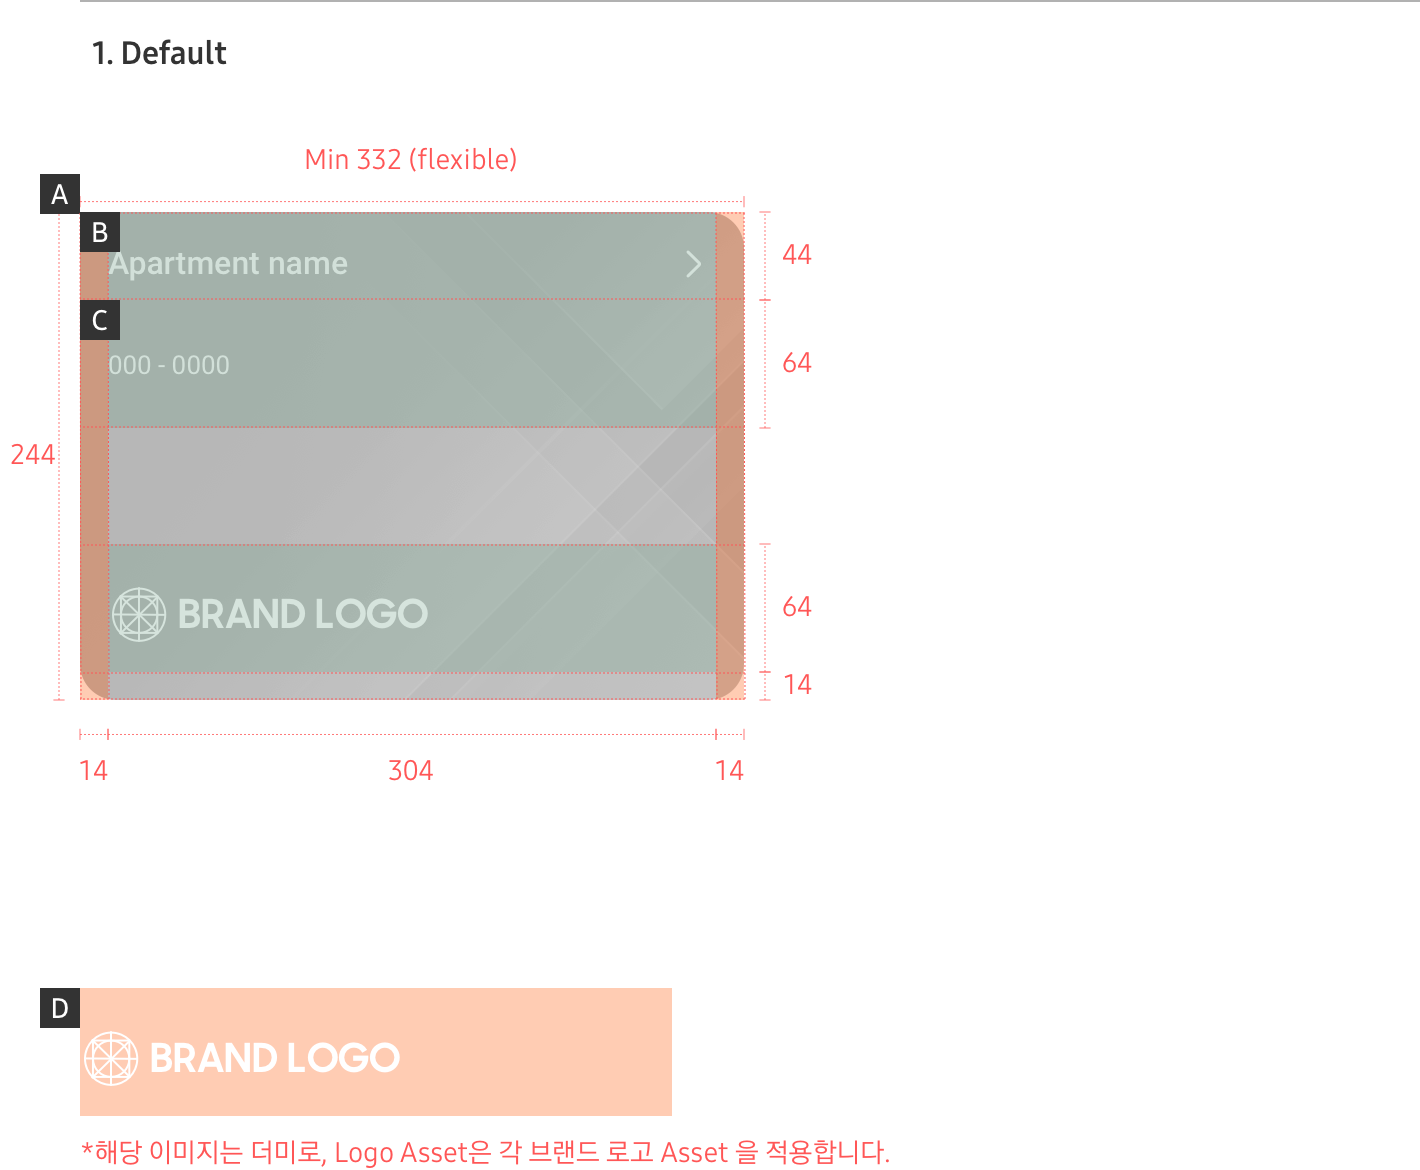 1. Default
Min 332 (flexible)
A
B
Apartment name
44
C
000 - 0000
64
244
BRAND LOGO
64
14
14
304
14
D
BRAND LOGO
*해당 이미지는 더미로, Logo Asset은 각 브랜드 로고 Asset 을 적용합니다.